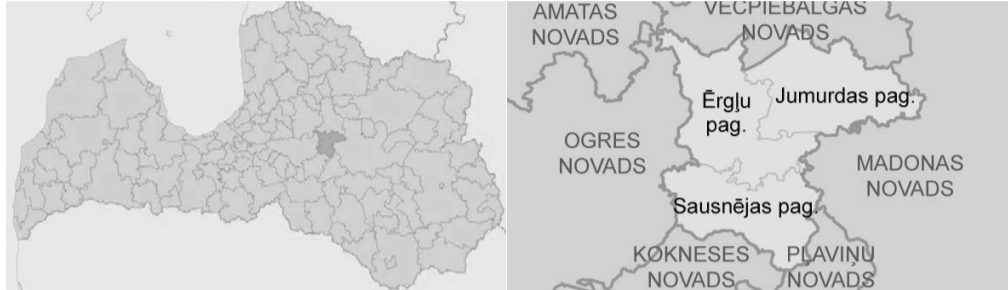 AMATAS
NOVADS
VECPIEBALGAS
NOVADS
Ērgļu
pag.
Jumurdas pag.
OGRES
NOVADS
MADONAS
NOVADS
Sausnējas pag.
KOKNESES
NOVADS
PĻAVIŅU
NOVADS